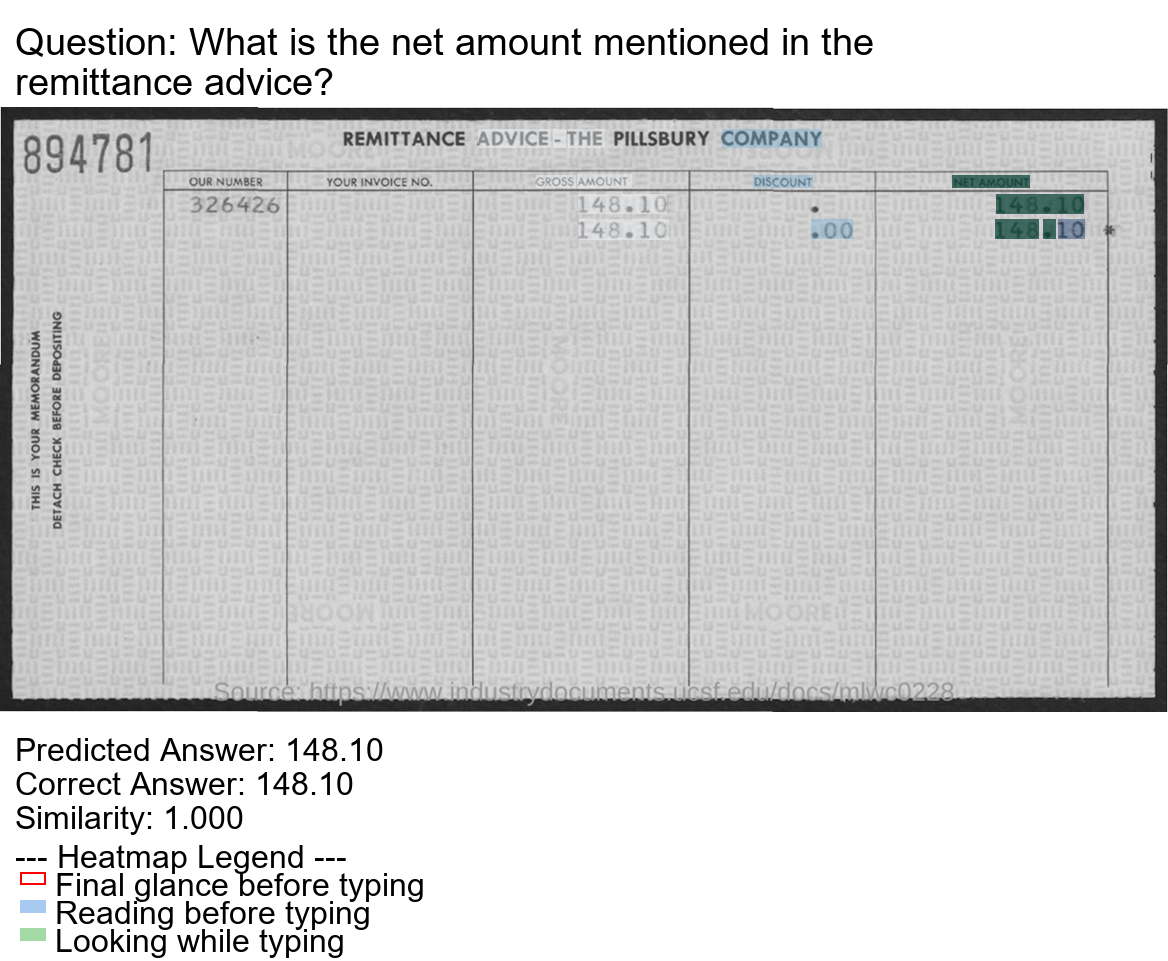 Question: What is the net amount mentioned in the
remittance advice?
894781
REMITTANCE ADVICE - THE PILLSBURY COMPANY
OUR NUMBER YOUR INVOICE NO. GROSS AMOUNT DISCOUNT NET AMOUNT
326426 148.10 . 148.10
148.10 .00 148.10 *
THIS IS YOUR MEMORANDUM
DETACH CHECK BEFORE DEPOSITING
MOORE
MOORE
MOORE
MOORE
MOORE
Source: https://www.industrydocuments.ucsf.edu/docs/mlwc0228
Predicted Answer: 148.10
Correct Answer: 148.10
Similarity: 1.000
--- Heatmap Legend ---
Final glance before typing
Reading before typing
Looking while typing